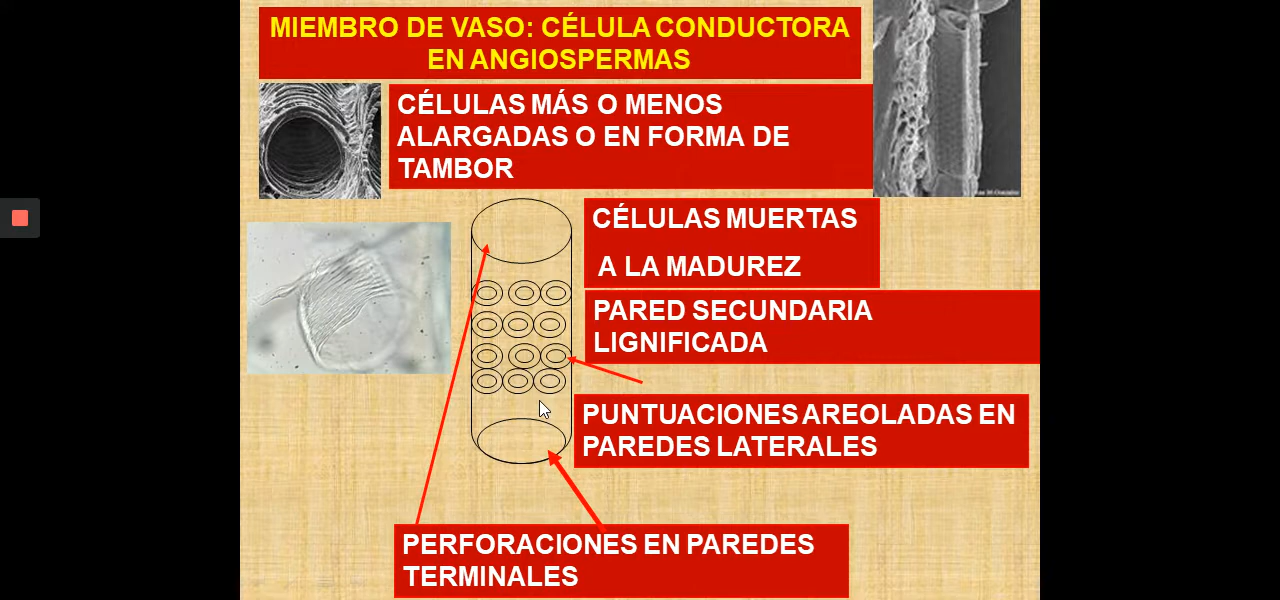 MIEMBRO DE VASO: CÉLULA CONDUCTORA
EN ANGIOSPERMAS
CÉLULAS MÁS O MENOS
ALARGADAS O EN FORMA DE
TAMBOR
CÉLULAS MUERTAS
A LA MADUREZ
PARED SECUNDARIA
LIGNIFICADA
PUNTUACIONES AREOLADAS EN
PAREDES LATERALES
PERFORACIONES EN PAREDES
TERMINALES